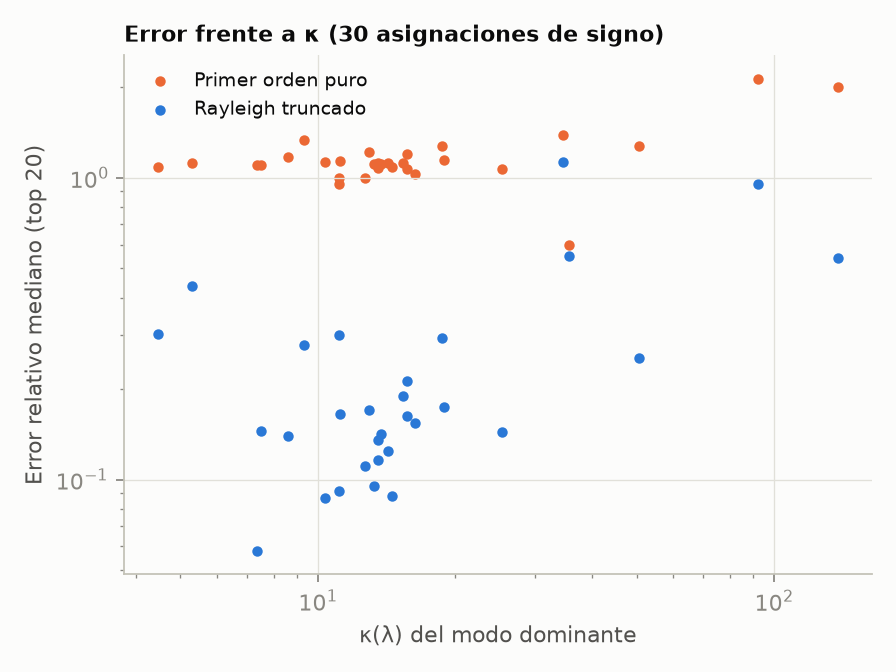 Error frente a κ (30 asignaciones de signo)
Primer orden puro
Rayleigh truncado
Error relativo mediano (top 20)
10⁰
10⁻¹
10¹
10²
κ(λ) del modo dominante